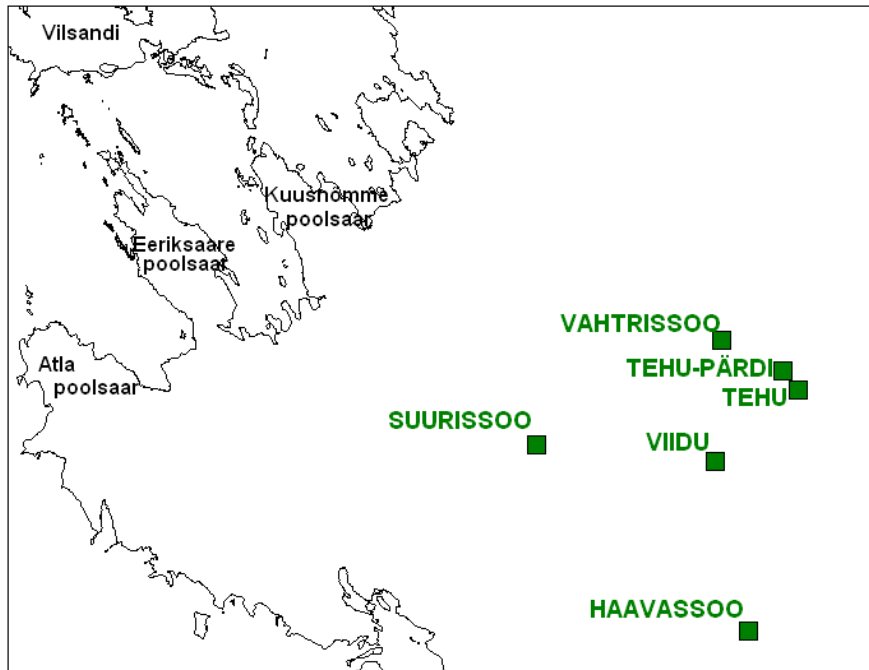 Vilsandi
Kuusnõmme
poolsaar
Eeriksaare
poolsaar
VAHTRISSOO
Atla
poolsaar
TEHU-PÄRDI
TEHU
SUURISSOO
VIIDU
HAAVASSOO